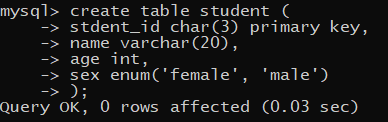 mysql> create table student (
    -> stdent_id char(3) primary key,
    -> name varchar(20),
    -> age int,
    -> sex enum('female', 'male')
    -> );
Query OK, 0 rows affected (0.03 sec)